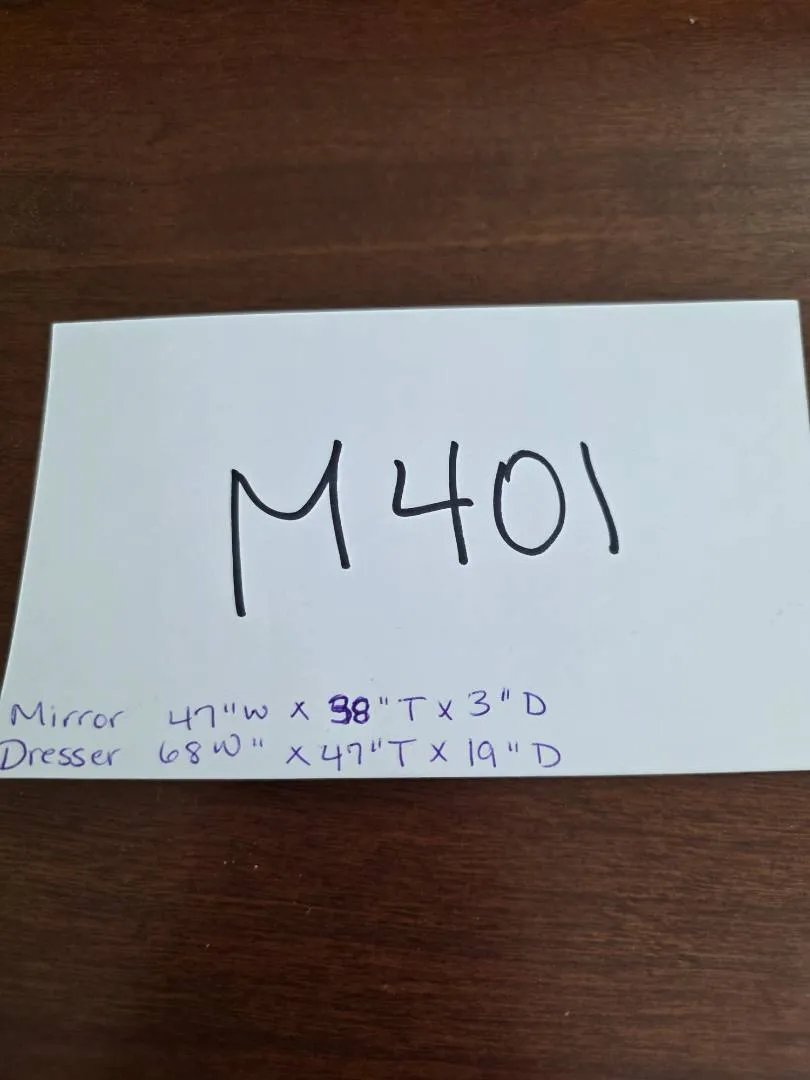 M401
Mirror 47"W x 38"T x 3"D
Dresser 68W" x 47"T x 19"D